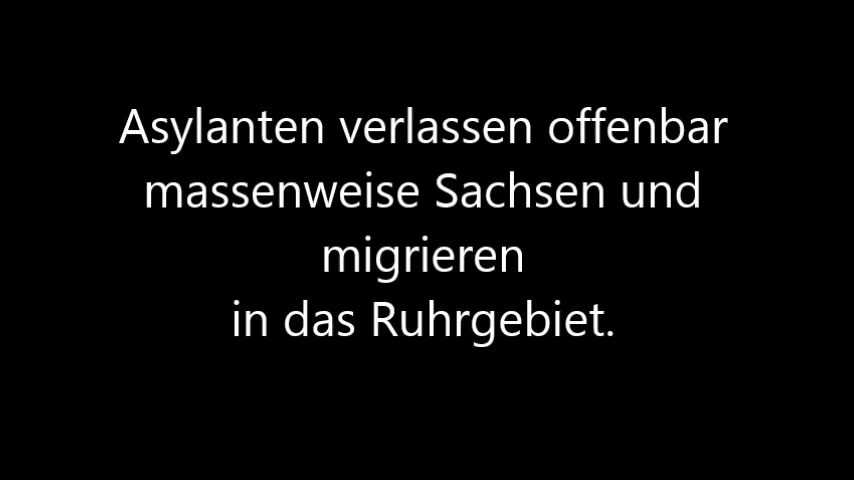 Asylanten verlassen offenbar
massenweise Sachsen und
migrieren
in das Ruhrgebiet.